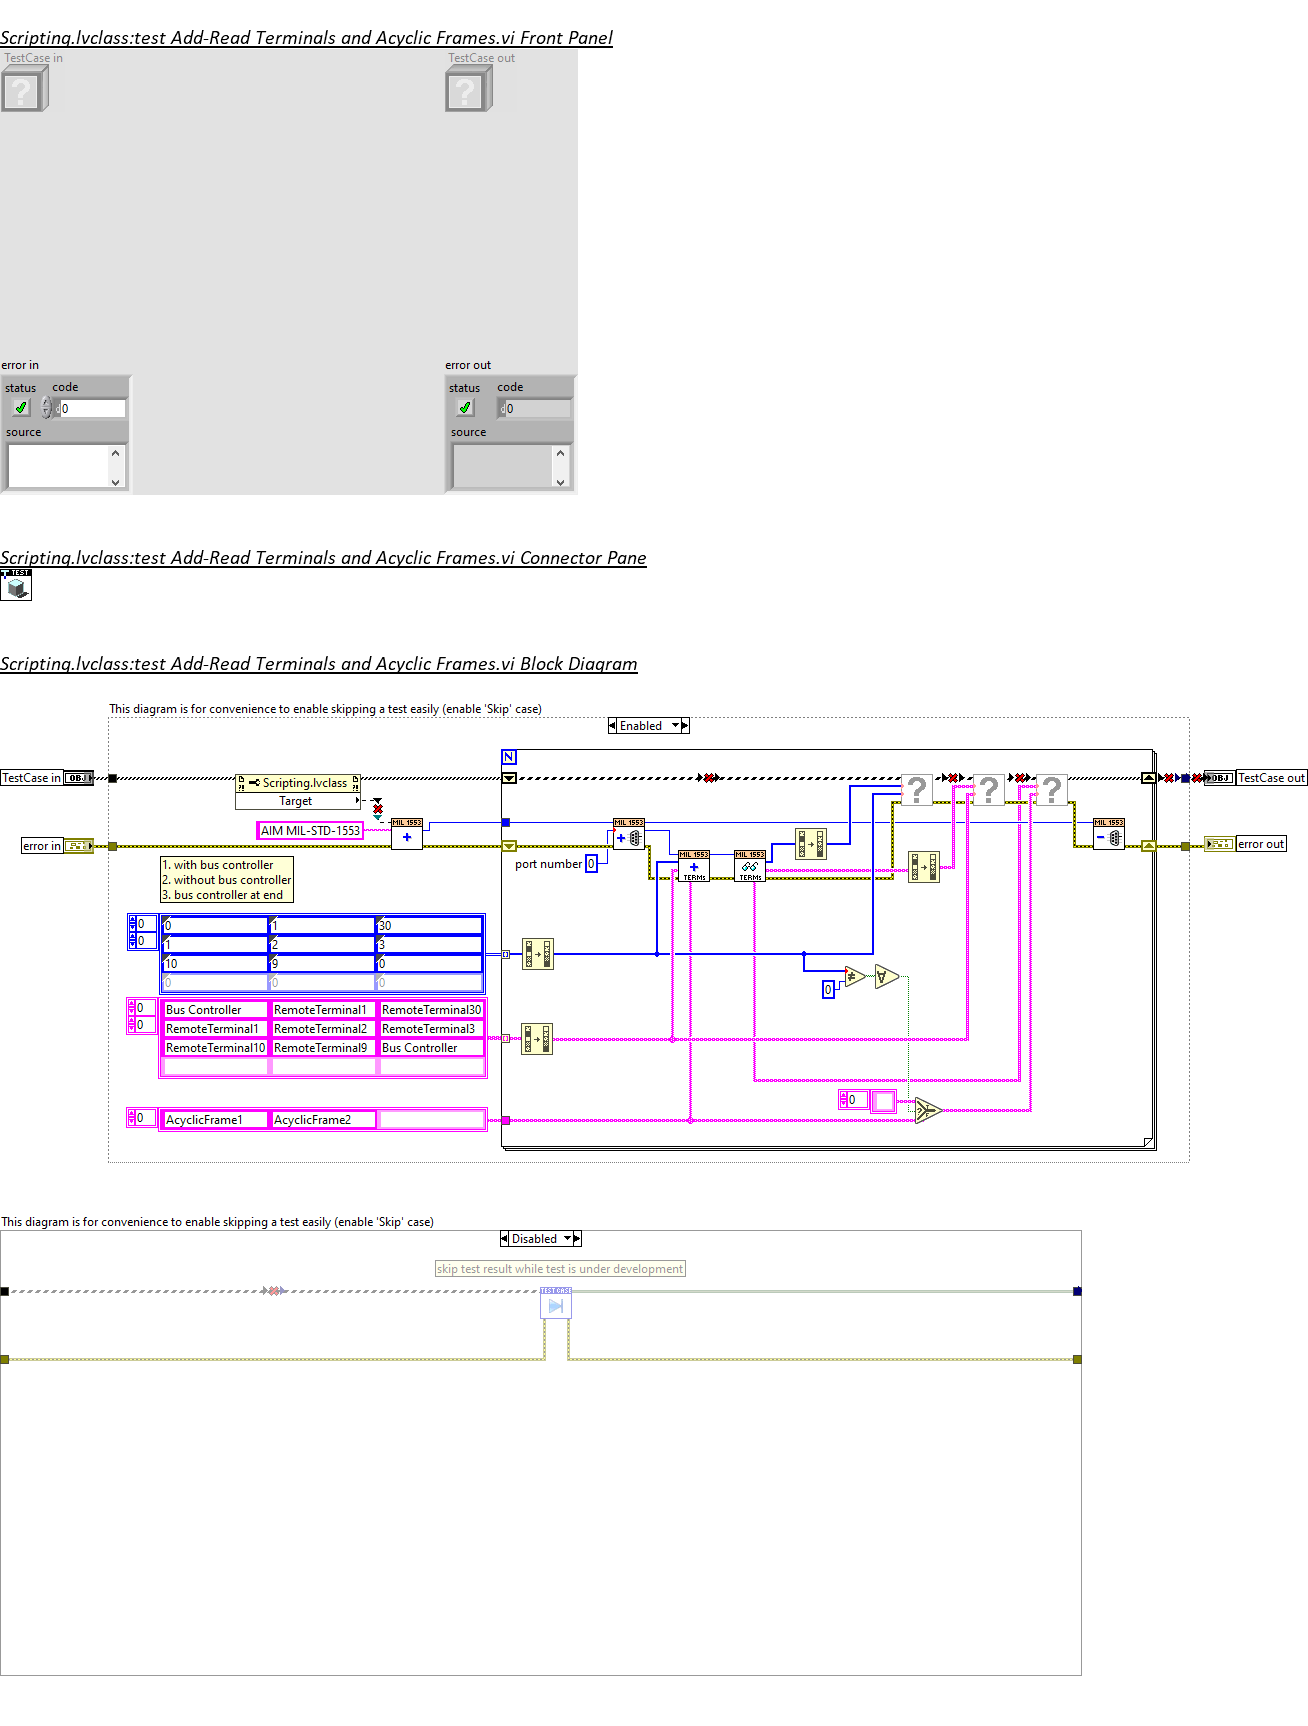 Scripting.lvclass:test Add-Read Terminals and Acyclic Frames.vi Front Panel
TestCase in
TestCase out
?
?
error in
error out
status code
status code
d0
d0
source
source
Scripting.lvclass:test Add-Read Terminals and Acyclic Frames.vi Connector Pane
TEST
Scripting.lvclass:test Add-Read Terminals and Acyclic Frames.vi Block Diagram
This diagram is for convenience to enable skipping a test easily (enable 'Skip' case)
Enabled
N
TestCase in OBJ
Scripting.lvclass
Target
? ? ?
OBJ TestCase out
AIM MIL-STD-1553
MIL 1553
MIL 1553
MIL 1553
error in
error out
port number 0
MIL 1553
TERMs
MIL 1553
TERMs
1. with bus controller
2. without bus controller
3. bus controller at end
0 0 1 30
0 1 2 3
10 9 0
0 0 0
0
0 Bus Controller RemoteTerminal1 RemoteTerminal30
0 RemoteTerminal1 RemoteTerminal2 RemoteTerminal3
RemoteTerminal10 RemoteTerminal9 Bus Controller
0
0 AcyclicFrame1 AcyclicFrame2
This diagram is for convenience to enable skipping a test easily (enable 'Skip' case)
Disabled
skip test result while test is under development
TEST CASE